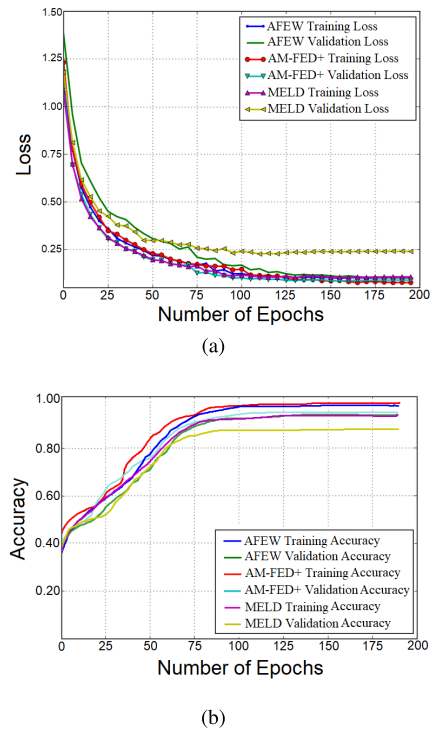 1.50
1.25
1.00
0.75
0.50
0.25
Loss
AFEW Training Loss
AFEW Validation Loss
AM-FED+ Training Loss
AM-FED+ Validation Loss
MELD Training Loss
MELD Validation Loss
0 25 50 75 100 125 150 175 200
Number of Epochs
(a)
1.00
0.80
0.60
0.40
0.20
Accuracy
AFEW Training Accuracy
AFEW Validation Accuracy
AM-FED+ Training Accuracy
AM-FED+ Validation Accuracy
MELD Training Accuracy
MELD Validation Accuracy
0 25 50 75 100 125 150 175 200
Number of Epochs
(b)